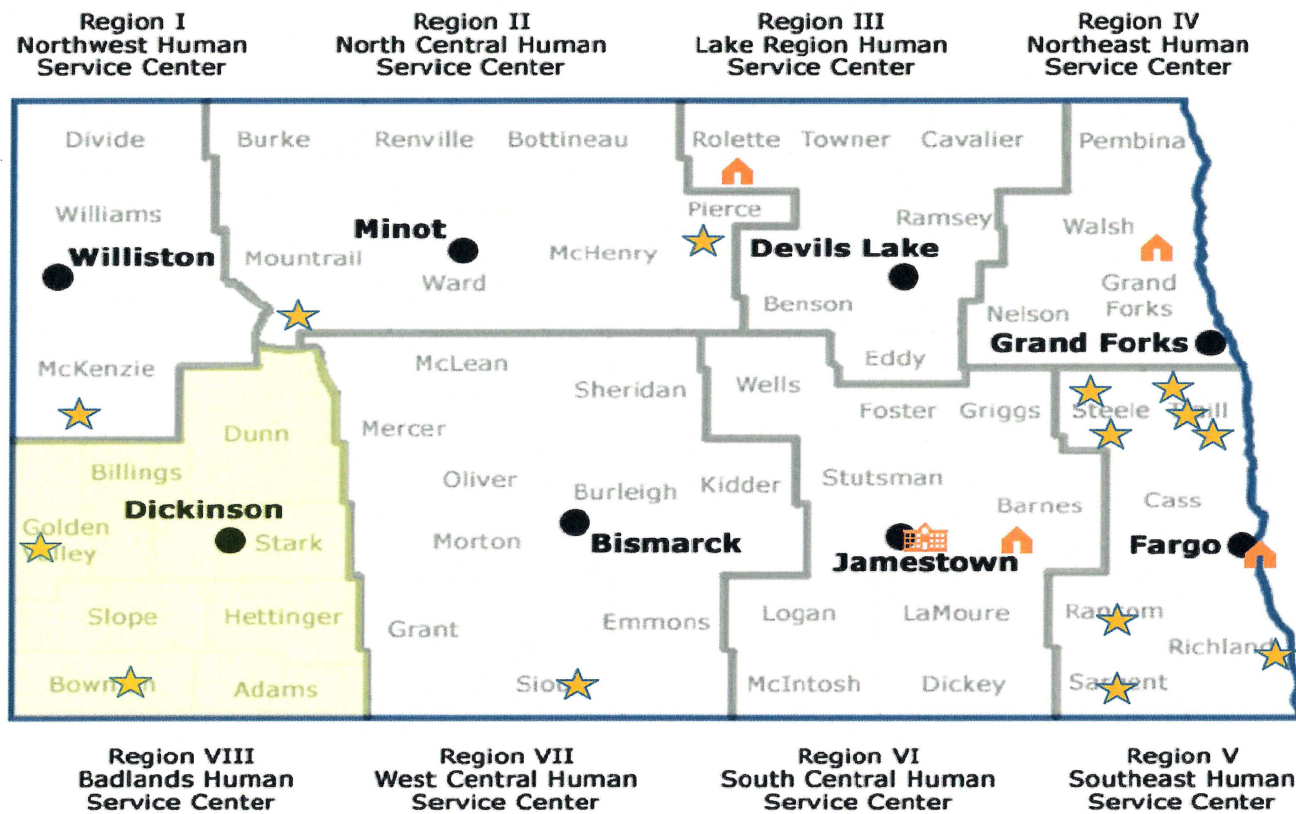 Region I
Northwest Human
Service Center
Region II
North Central Human
Service Center
Region III
Lake Region Human
Service Center
Region IV
Northeast Human
Service Center
Divide
Burke
Renville
Bottineau
Rolette
Towner
Cavalier
Pembina
Williams
Pierce
Ramsey
Walsh
Minot
Williston
Mountrail
McHenry
Devils Lake
Ward
Grand
Forks
Benson
Nelson
Grand Forks
McKenzie
McLean
Eddy
Sheridan
Wells
Foster
Griggs
Steele
Dunn
Mercer
Billings
Oliver
Burleigh
Kidder
Stutsman
Barnes
Cass
Dickinson
Golden
Stark
Morton
Bismarck
Jamestown
Fargo
Slope
Hettinger
Grant
Emmons
Logan
LaMoure
Richland
Adams
McIntosh
Dickey
Region VIII
Badlands Human
Service Center
Region VII
West Central Human
Service Center
Region VI
South Central Human
Service Center
Region V
Southeast Human
Service Center